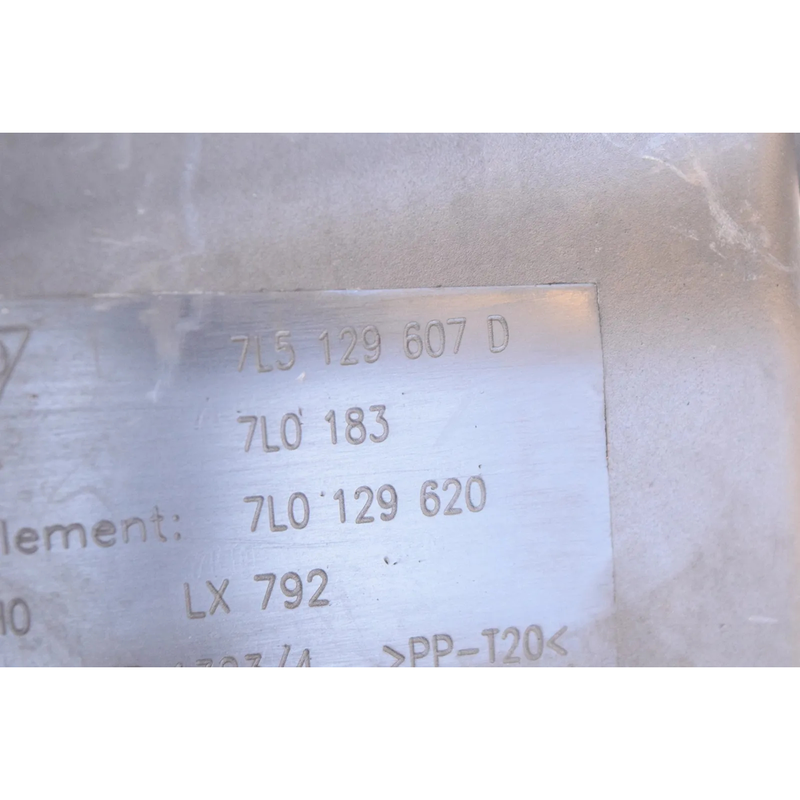 7L5 129 607 D
7L0 183
lement: 7L0 129 620
LX 792
>PP-T20<